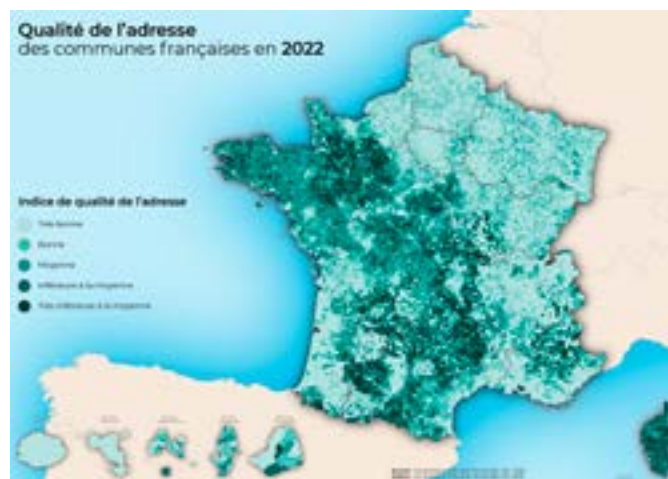 Qualité de l'adresse
des communes françaises en 2022
Indice de qualité de l'adresse
Très bonne
Bonne
Moyenne
Inférieure à la moyenne
Très inférieure à la moyenne